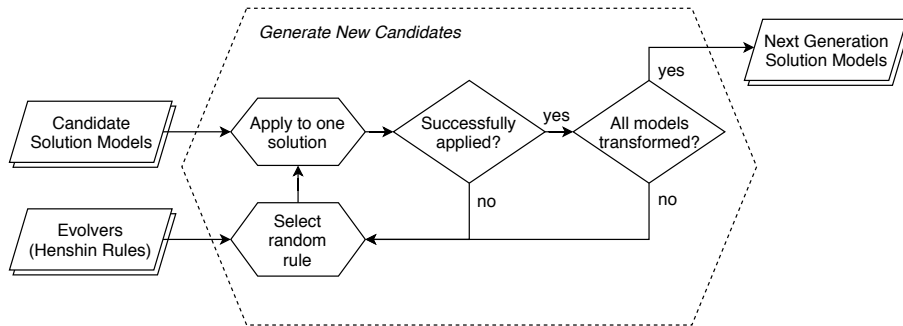 Generate New Candidates
Next Generation
Solution Models
yes
Candidate
Solution Models
Apply to one
solution
Successfully
applied?
yes
All models
transformed?
no
no
Evolvers
(Henshin Rules)
Select
random
rule